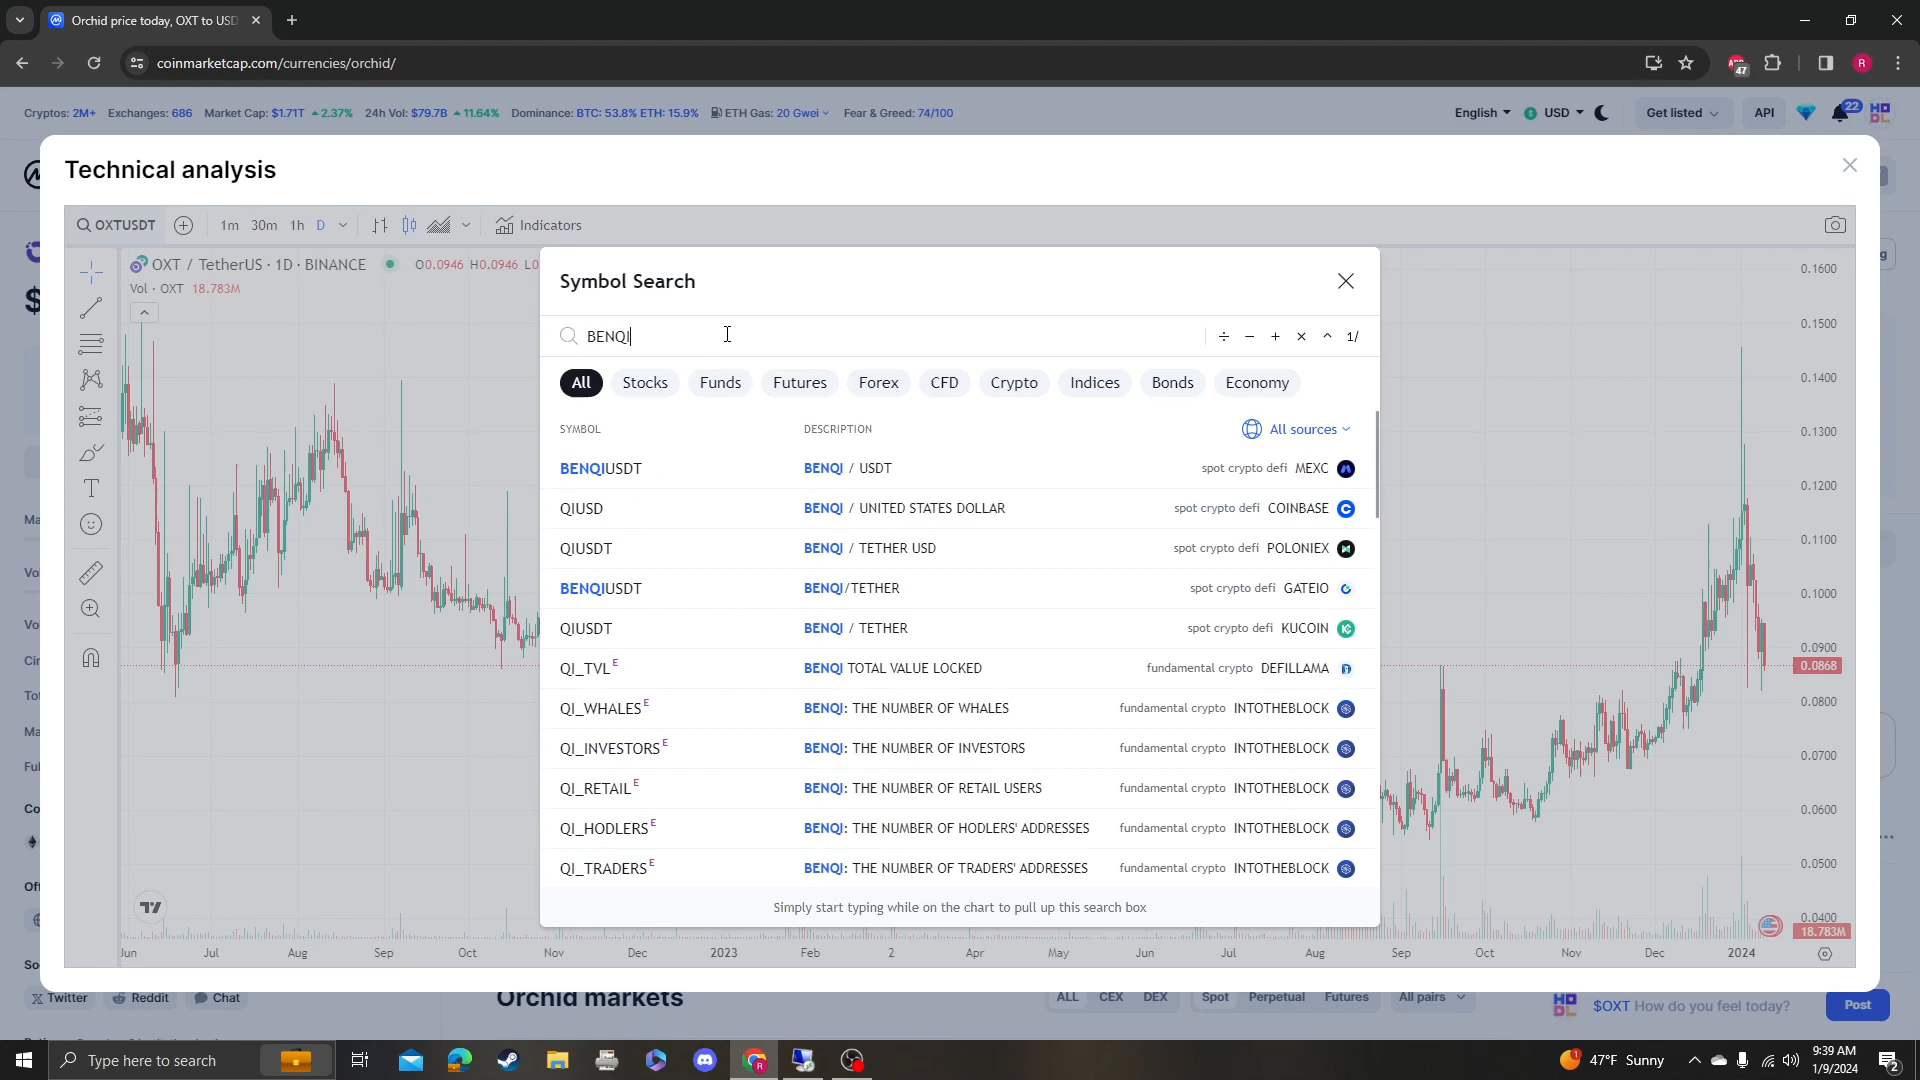 Orchid price today, OXT to USD
coinmarketcap.com/currencies/orchid/
47
R
Cryptos: 2M+ Exchanges: 686 Market Cap: $1.71T 2.37% 24h Vol: $79.7B 11.64% Dominance: BTC: 53.8% ETH: 15.9% ETH Gas: 20 Gwei Fear & Greed: 74/100
English USD Get listed API 22
Technical analysis
OXTUSDT 1m 30m 1h D Indicators
OXT / TetherUS · 1D · BINANCE O0.0946 H0.0946 L0
Vol · OXT 18.783M
Symbol Search
BENQI
÷ − + × ^ 1/
All Stocks Funds Futures Forex CFD Crypto Indices Bonds Economy
SYMBOL DESCRIPTION All sources
BENQIUSDT BENQI / USDT spot crypto defi MEXC
QIUSD BENQI / UNITED STATES DOLLAR spot crypto defi COINBASE
QIUSDT BENQI / TETHER USD spot crypto defi POLONIEX
BENQIUSDT BENQI/TETHER spot crypto defi GATEIO
QIUSDT BENQI / TETHER spot crypto defi KUCOIN
QI_TVL E BENQI TOTAL VALUE LOCKED fundamental crypto DEFILLAMA
QI_WHALES E BENQI: THE NUMBER OF WHALES fundamental crypto INTOTHEBLOCK
QI_INVESTORS E BENQI: THE NUMBER OF INVESTORS fundamental crypto INTOTHEBLOCK
QI_RETAIL E BENQI: THE NUMBER OF RETAIL USERS fundamental crypto INTOTHEBLOCK
QI_HODLERS E BENQI: THE NUMBER OF HODLERS' ADDRESSES fundamental crypto INTOTHEBLOCK
QI_TRADERS E BENQI: THE NUMBER OF TRADERS' ADDRESSES fundamental crypto INTOTHEBLOCK
Simply start typing while on the chart to pull up this search box
0.1600
0.1500
0.1400
0.1300
0.1200
0.1100
0.1000
0.0900
0.0868
0.0800
0.0700
0.0600
0.0500
0.0400
18.783M
Jun Jul Aug Sep Oct Nov Dec 2023 Feb 2 Apr May Jun Jul Aug Sep Oct Nov Dec 2024
Twitter Reddit Chat
Orchid markets
ALL CEX DEX Spot Perpetual Futures All pairs
$OXT How do you feel today? Post
Type here to search
47°F Sunny
9:39 AM
1/9/2024
2